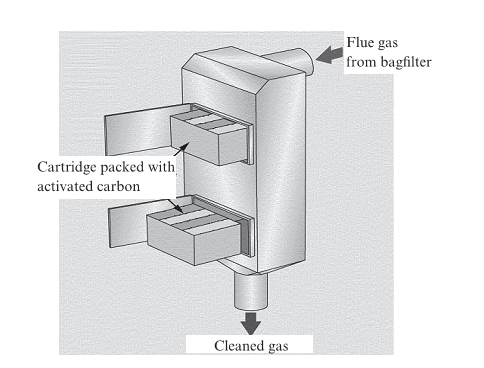 Flue gas
from bagfilter
Cartridge packed with
activated carbon
Cleaned gas